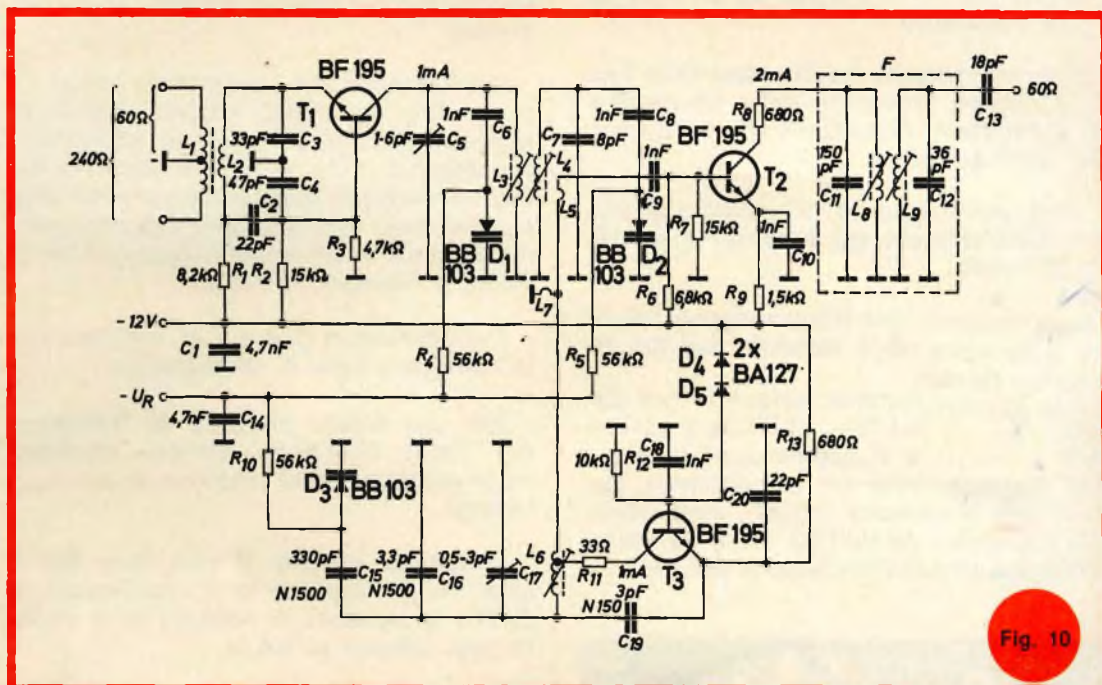 BF 195
1mA
T1
60Ω
240Ω
L1
L2
33pF
C3
47pF
C4
C2
22pF
R3
4,7kΩ
8,2kΩ
R1
R2
15kΩ
-12V
C1
4,7nF
1-6pF
C5
1nF
C6
L3
L4
C7
8pF
1nF
C8
L5
1nF
C9
BB
103
D1
BB
103
D2
L7
R4
56kΩ
R5
56kΩ
2mA
R8
680Ω
BF 195
T2
R7
15kΩ
1nF
C10
R6
6,8kΩ
R9
1,5kΩ
F
150
pF
C11
L8
L9
36
pF
C12
18pF
C13
60Ω
-UR
4,7nF
C14
R10
56kΩ
D3
BB103
330pF
C15
N1500
3,3pF
C16
N1500
0,5-3pF
C17
L6
33Ω
R11
1mA
10kΩ
R12
C18
1nF
D4
D5
2x
BA127
C20
22pF
R13
680Ω
BF195
T3
3pF
N150
C19
Fig. 10